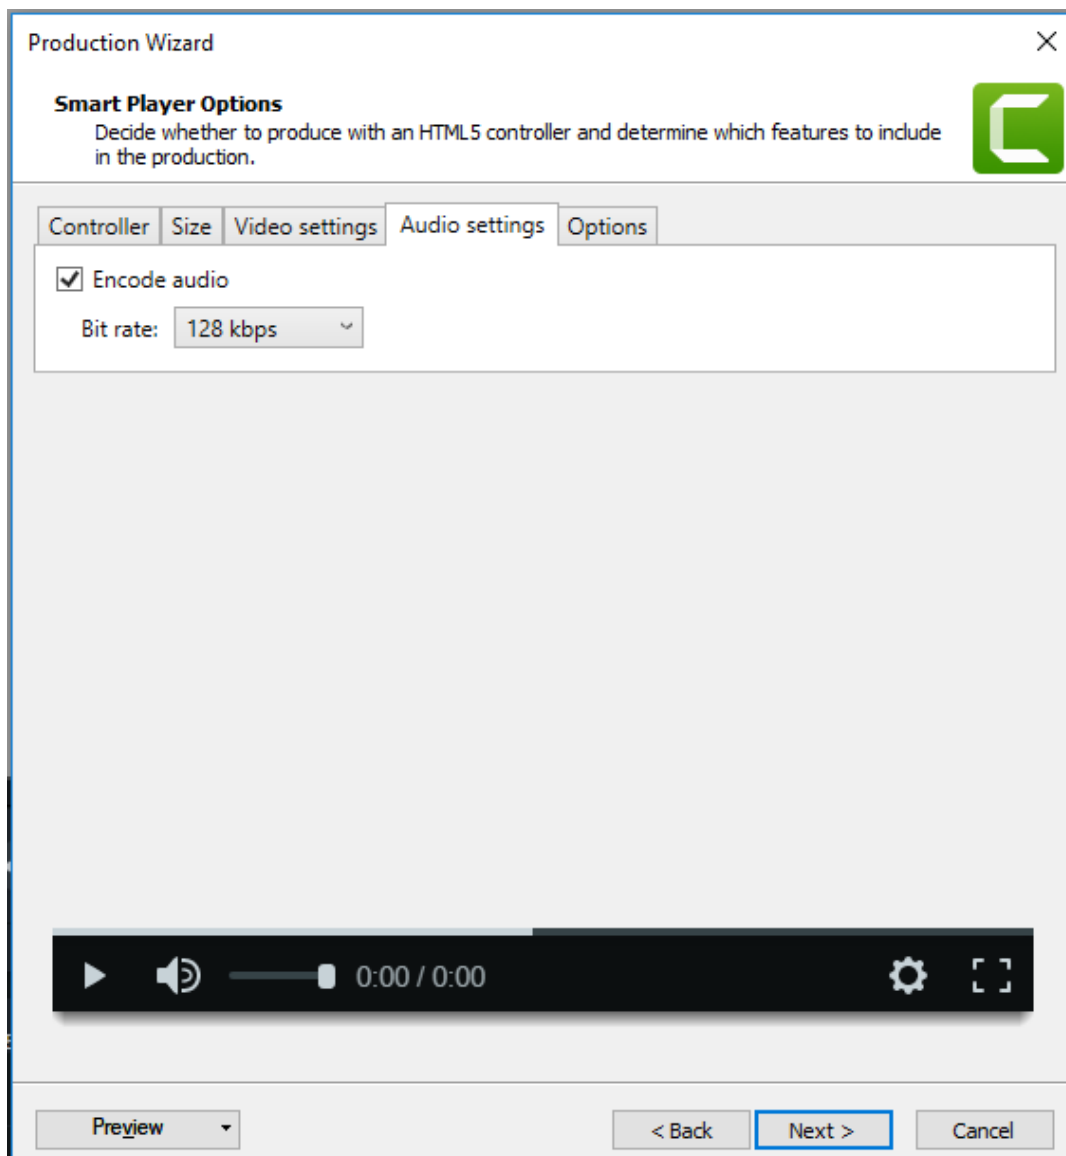 Production Wizard
Smart Player Options
Decide whether to produce with an HTML5 controller and determine which features to include
in the production.
Controller Size Video settings Audio settings Options
Encode audio
Bit rate: 128 kbps
0:00 / 0:00
Preview < Back Next > Cancel